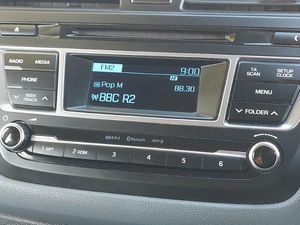 FM2
9:00
AF
Pop M
88.30
BBC R2
RADIO
MEDIA
PHONE
SEEK
TRACK
TA
SCAN
SETUP
CLOCK
MENU
FOLDER
Bluetooth
MP3
1 RPT
2 RDM
3
4
5
6